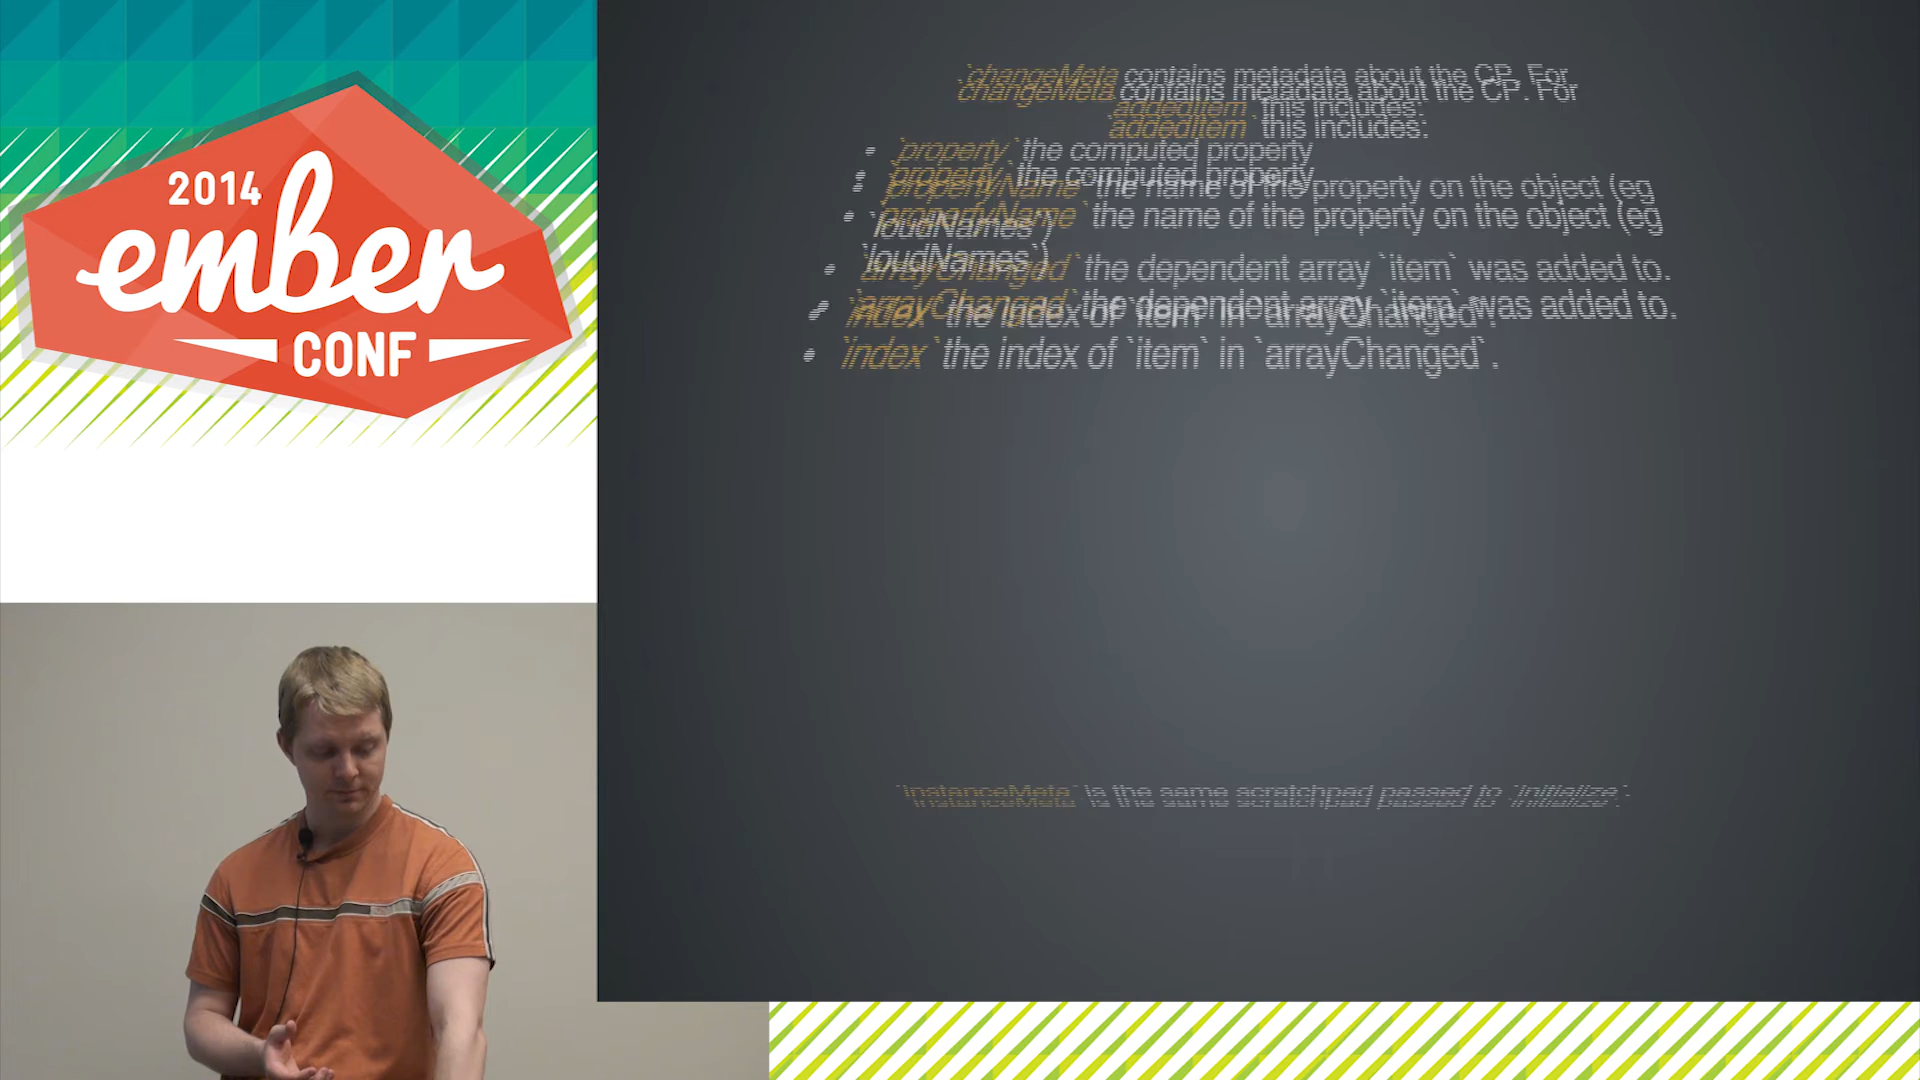 2014
ember
CONF
`changeMeta contains metadata about the CP. For
`addedItem` this includes:
• `property` the computed property
• `propertyName` the name of the property on the object (eg
`loudNames`)
• `arrayChanged` the dependent array `item` was added to.
• `index` the index of `item` in `arrayChanged`.
`instanceMeta` is the same scratchpad passed to `initialize`.